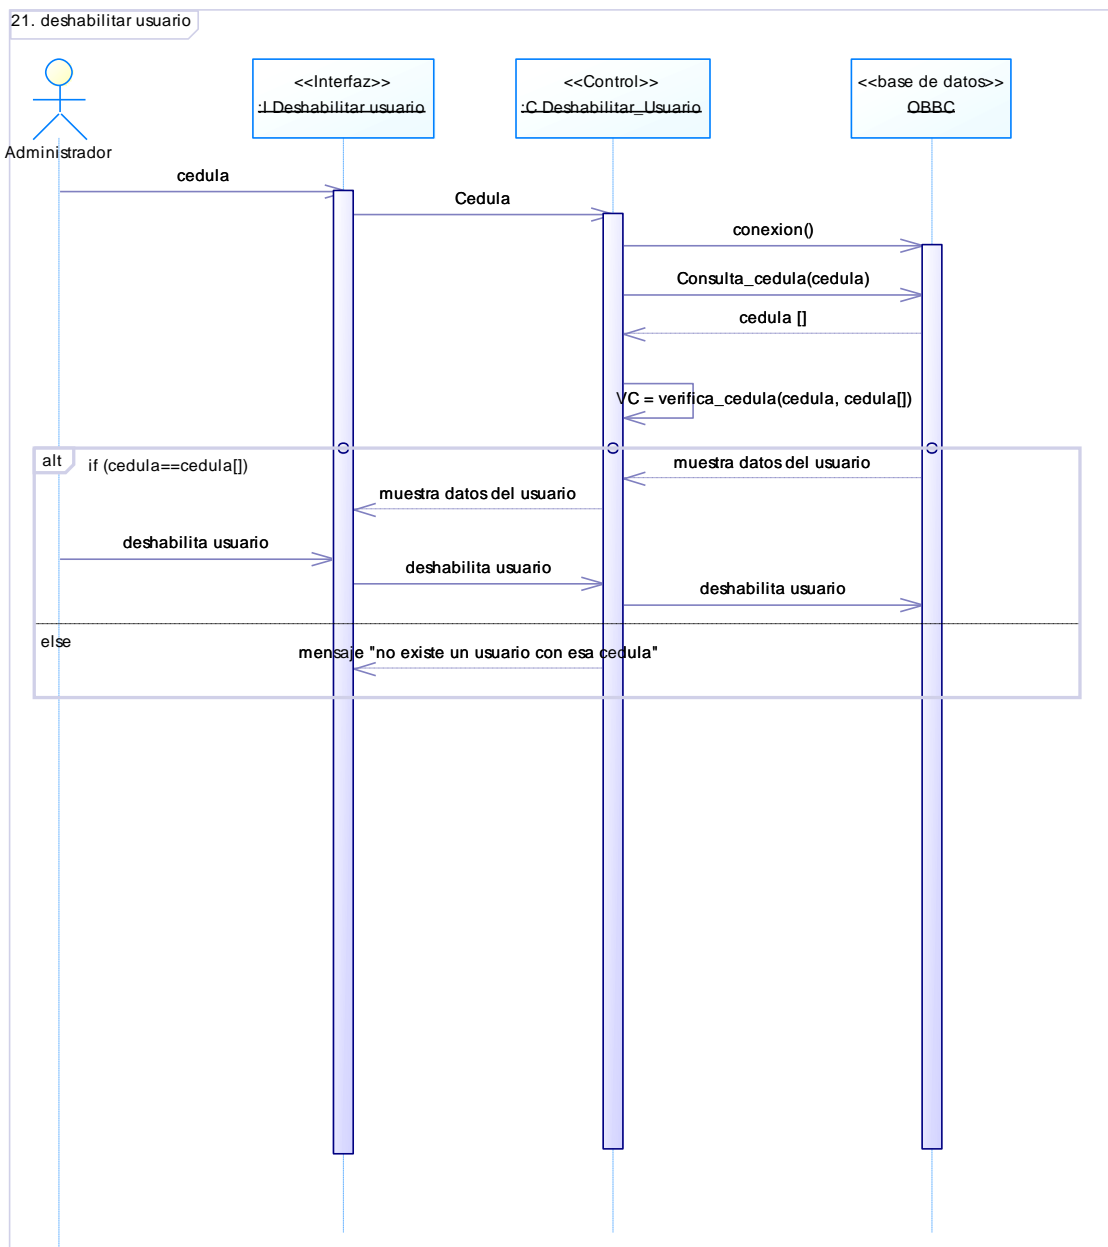 21. deshabilitar usuario
<<Interfaz>>
:I Deshabilitar usuario
<<Control>>
:C Deshabilitar_Usuario
<<base de datos>>
OBBC
Administrador
cedula
Cedula
conexion()
Consulta_cedula(cedula)
cedula []
VC = verifica_cedula(cedula, cedula[])
alt
if (cedula==cedula[])
muestra datos del usuario
muestra datos del usuario
deshabilita usuario
deshabilita usuario
deshabilita usuario
else
mensaje "no existe un usuario con esa cedula"